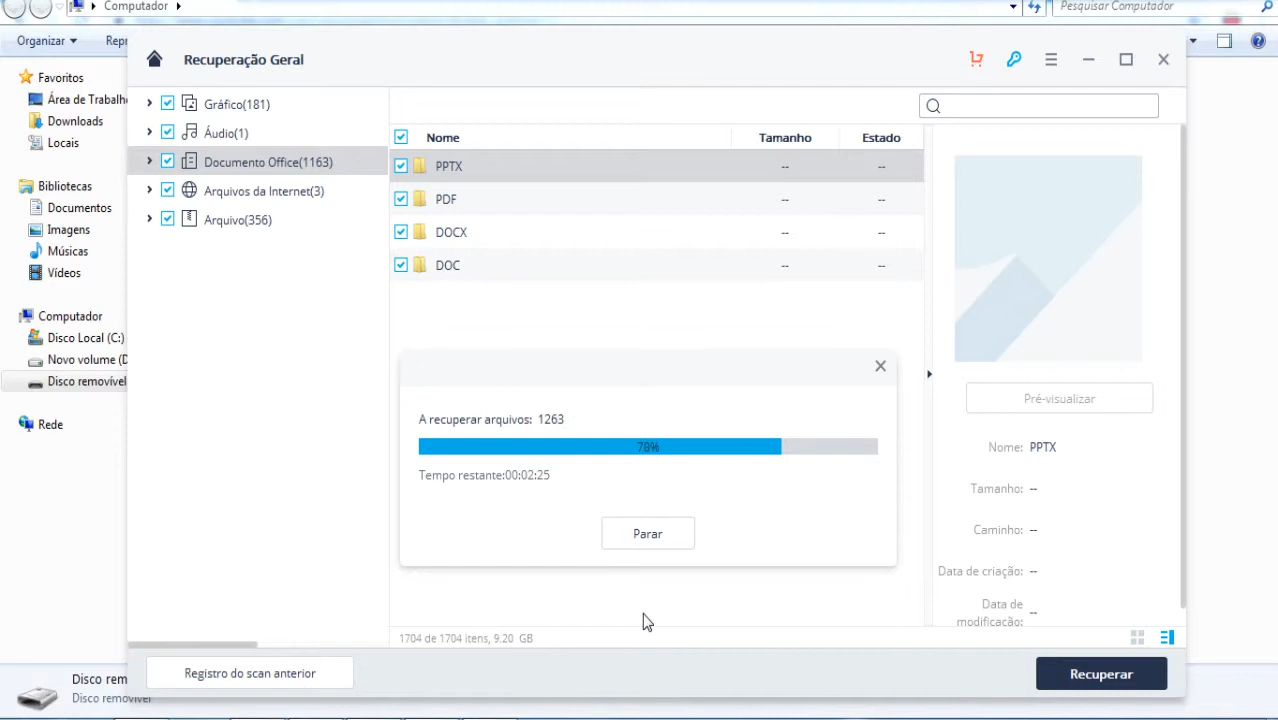 Computador
Pesquisar Computador
Organizar
Repr
Favoritos
Área de Trabalh
Downloads
Locais
Bibliotecas
Documentos
Imagens
Músicas
Vídeos
Computador
Disco Local (C:)
Novo volume (D
Disco removível
Rede
Disco rem
Disco removível
Recuperação Geral
Gráfico(181)
Áudio(1)
Documento Office(1163)
Arquivos da Internet(3)
Arquivo(356)
Nome Tamanho Estado
PPTX -- --
PDF -- --
DOCX -- --
DOC -- --
A recuperar arquivos: 1263
78%
Tempo restante:00:02:25
Parar
Pré-visualizar
Nome: PPTX
Tamanho: --
Caminho: --
Data de criação: --
Data de
modificação: --
1704 de 1704 itens, 9.20 GB
Registro do scan anterior
Recuperar